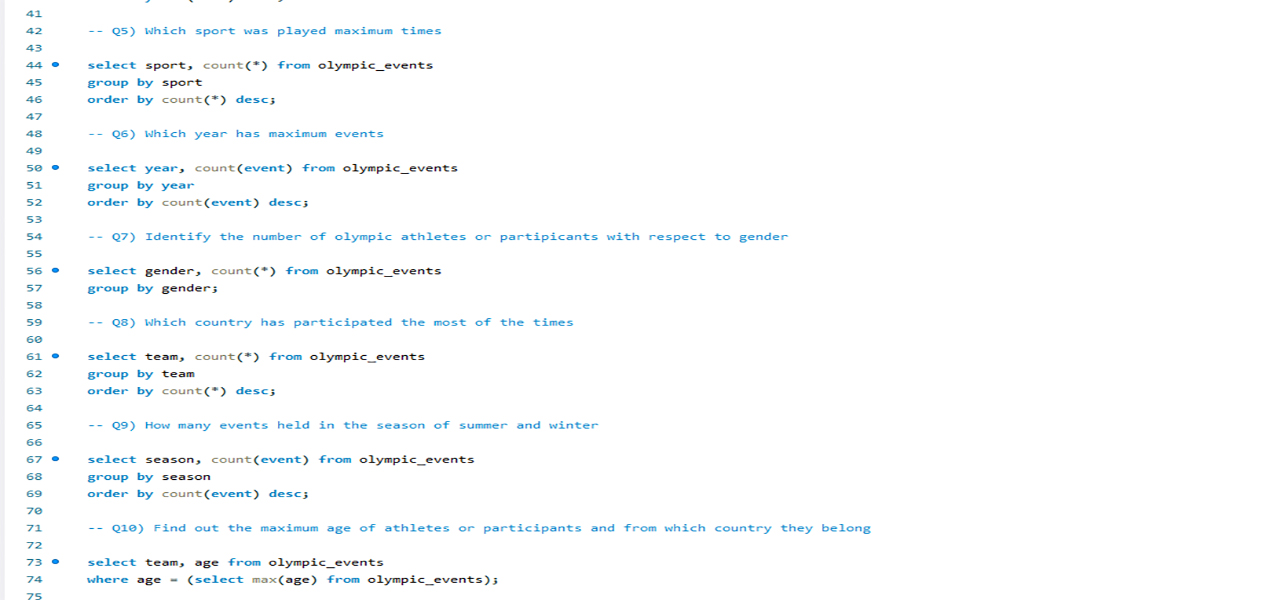 41
42 -- Q5) Which sport was played maximum times
43
44 select sport, count(*) from olympic_events
45 group by sport
46 order by count(*) desc;
47
48 -- Q6) Which year has maximum events
49
50 select year, count(event) from olympic_events
51 group by year
52 order by count(event) desc;
53
54 -- Q7) Identify the number of olympic athletes or partipicants with respect to gender
55
56 select gender, count(*) from olympic_events
57 group by gender;
58
59 -- Q8) Which country has participated the most of the times
60
61 select team, count(*) from olympic_events
62 group by team
63 order by count(*) desc;
64
65 -- Q9) How many events held in the season of summer and winter
66
67 select season, count(event) from olympic_events
68 group by season
69 order by count(event) desc;
70
71 -- Q10) Find out the maximum age of athletes or participants and from which country they belong
72
73 select team, age from olympic_events
74 where age = (select max(age) from olympic_events);
75